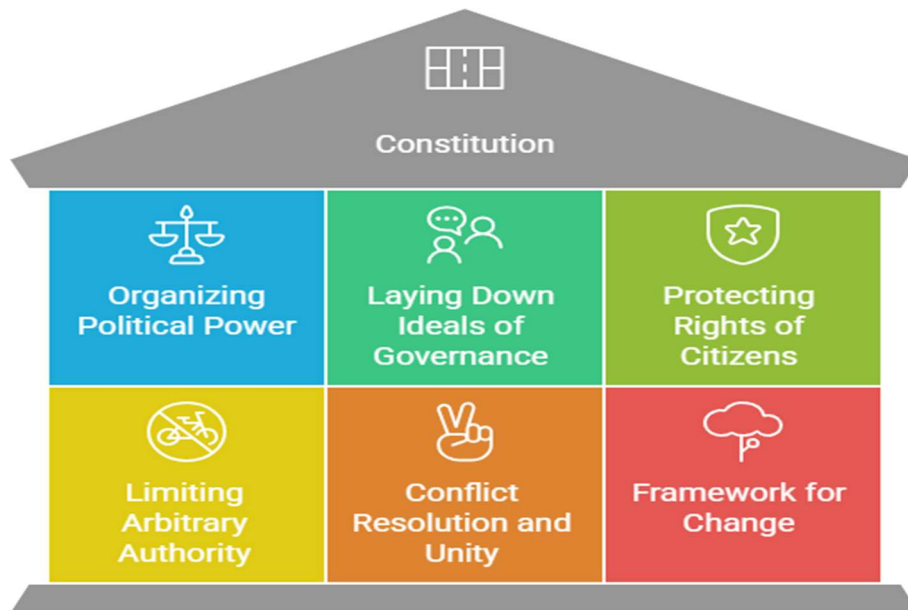 Constitution
Organizing
Political Power
Laying Down
Ideals of
Governance
Protecting
Rights of
Citizens
Limiting
Arbitrary
Authority
Conflict
Resolution and
Unity
Framework for
Change